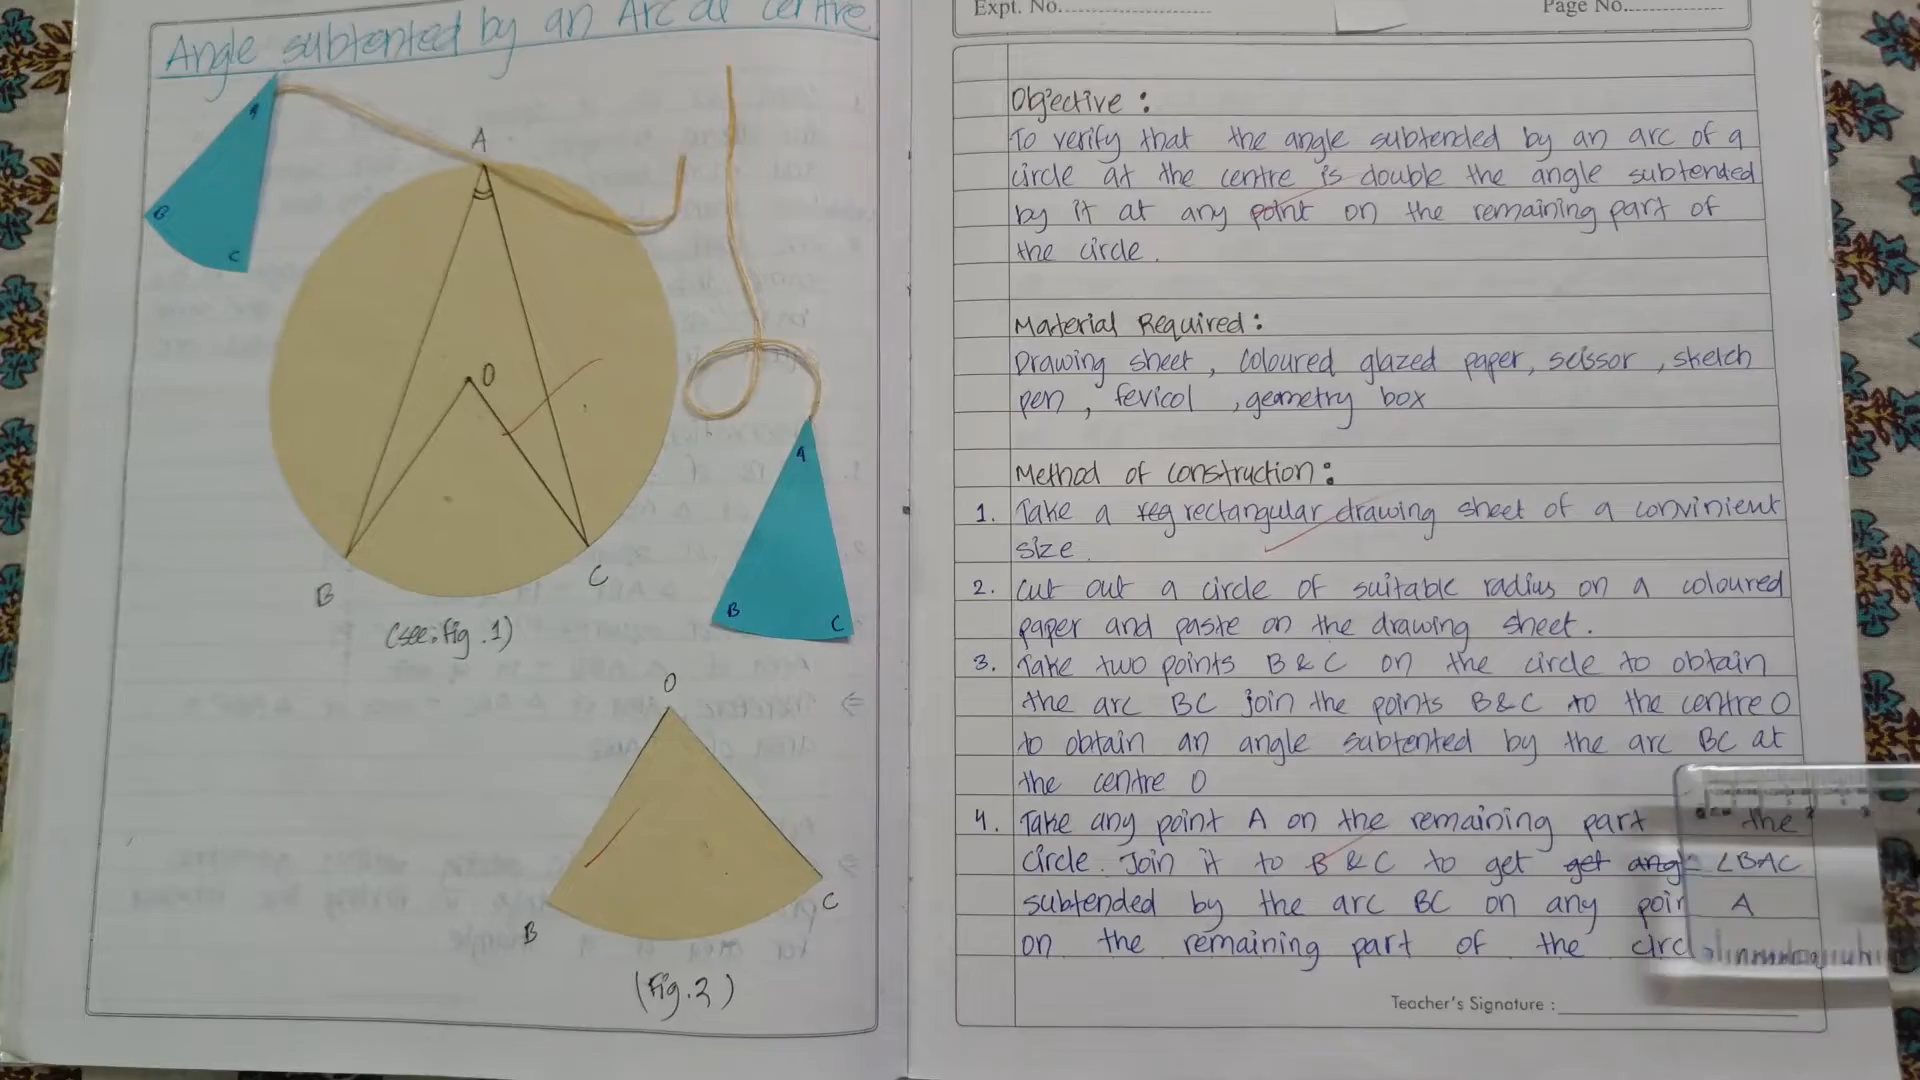 Angle subtented by an Arc at centre
A
B
C
A
O
B
C
(see: fig.1)
A
B
C
O
B
C
(Fig.2)
Expt. No.
Page No.
Objective :
To verify that the angle subtended by an arc of a
circle at the centre is double the angle subtended
by it at any point on the remaining part of
the circle.
Material Required :
Drawing sheet, coloured glazed paper, scissor, sketch
pen, fevicol, geometry box
Method of construction :
1. Take a reg rectangular drawing sheet of a convinient
size.
2. Cut out a circle of suitable radius on a coloured
paper and paste on the drawing sheet.
3. Take two points B & C on the circle to obtain
the arc BC join the points B & C to the centre O
to obtain an angle subtented by the arc BC at
the centre O
4. Take any point A on the remaining part the
circle. Join it to B & C to get get ∠BAC
subtended by the arc BC on any A
on the remaining part of the
Teacher's Signature :